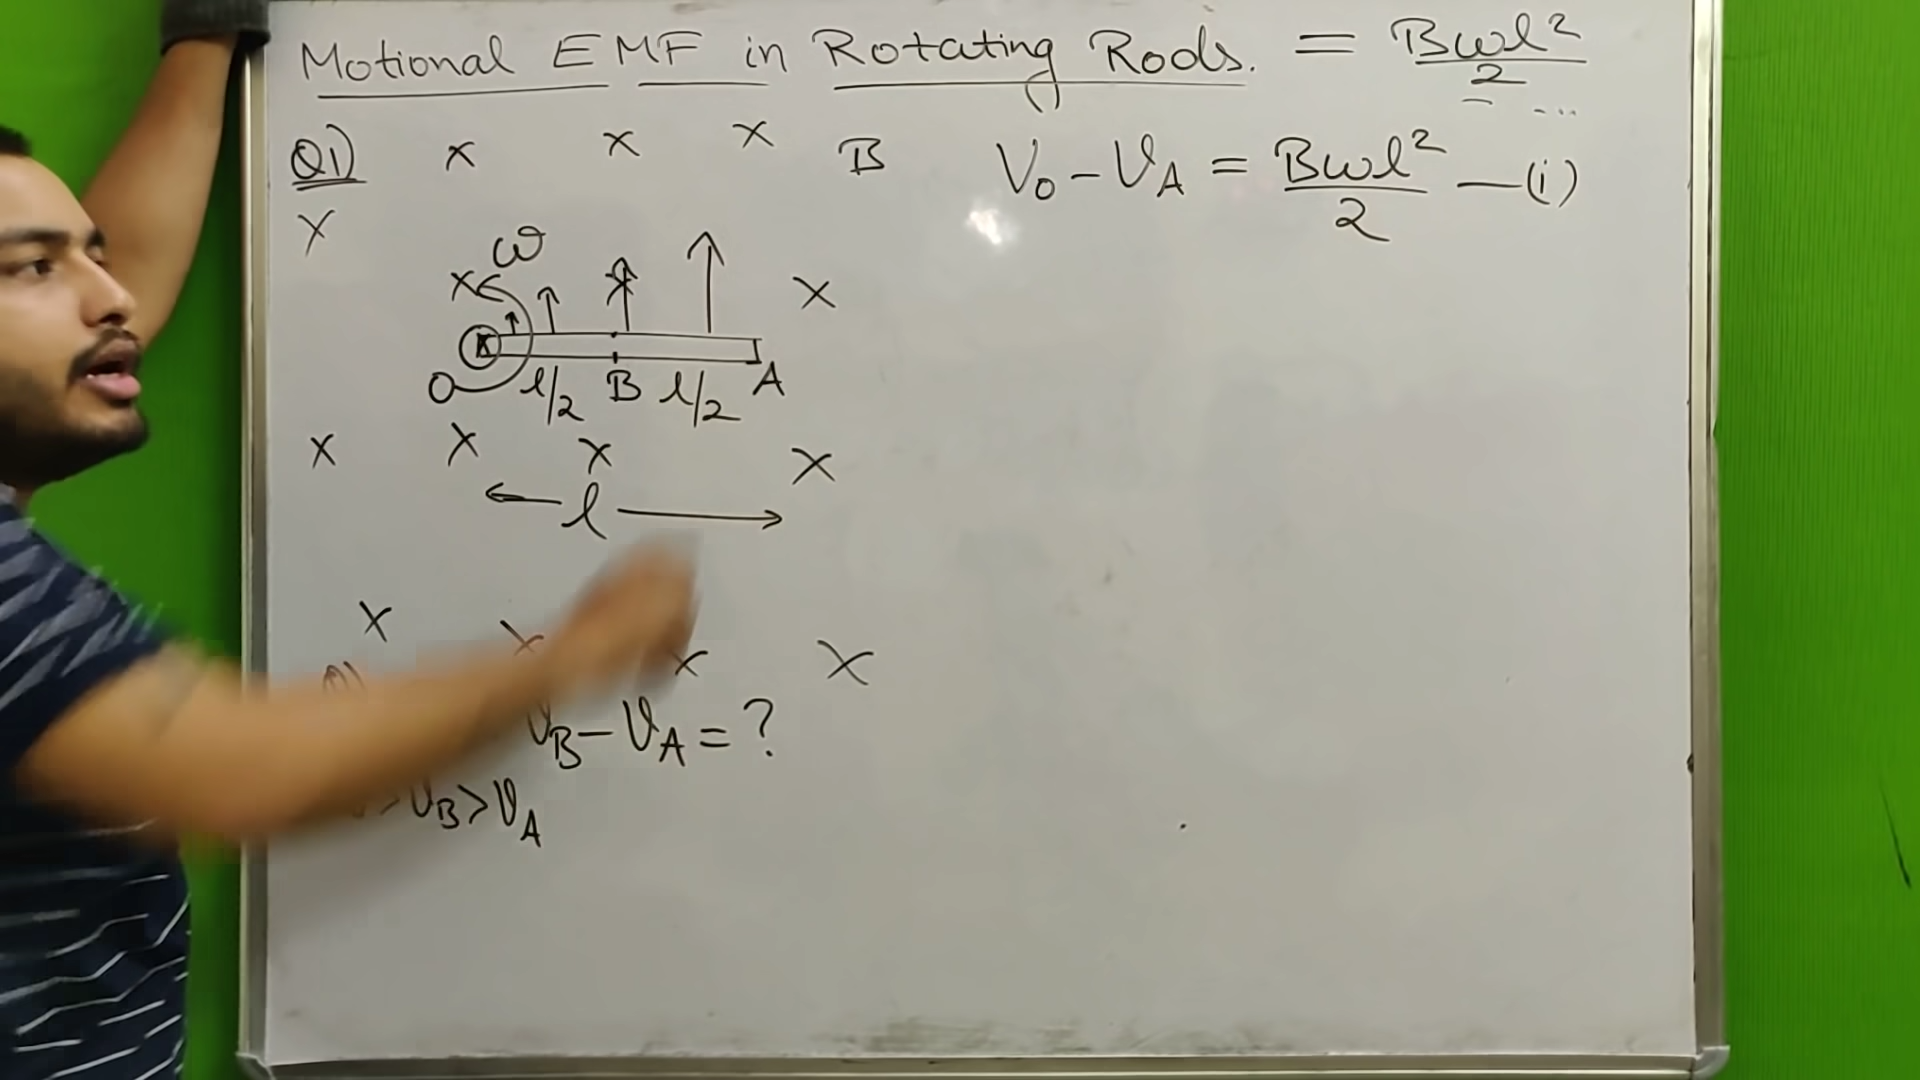 Motional EMF in Rotating Rods. = Bωl²/2
Q1) x x x B V₀ - V_A = Bωl²/2 —(i)
x
ω
x x x
O l/2 B l/2 A
x x x x
l
x x x x
V_B - V_A = ?
> V_B > V_A